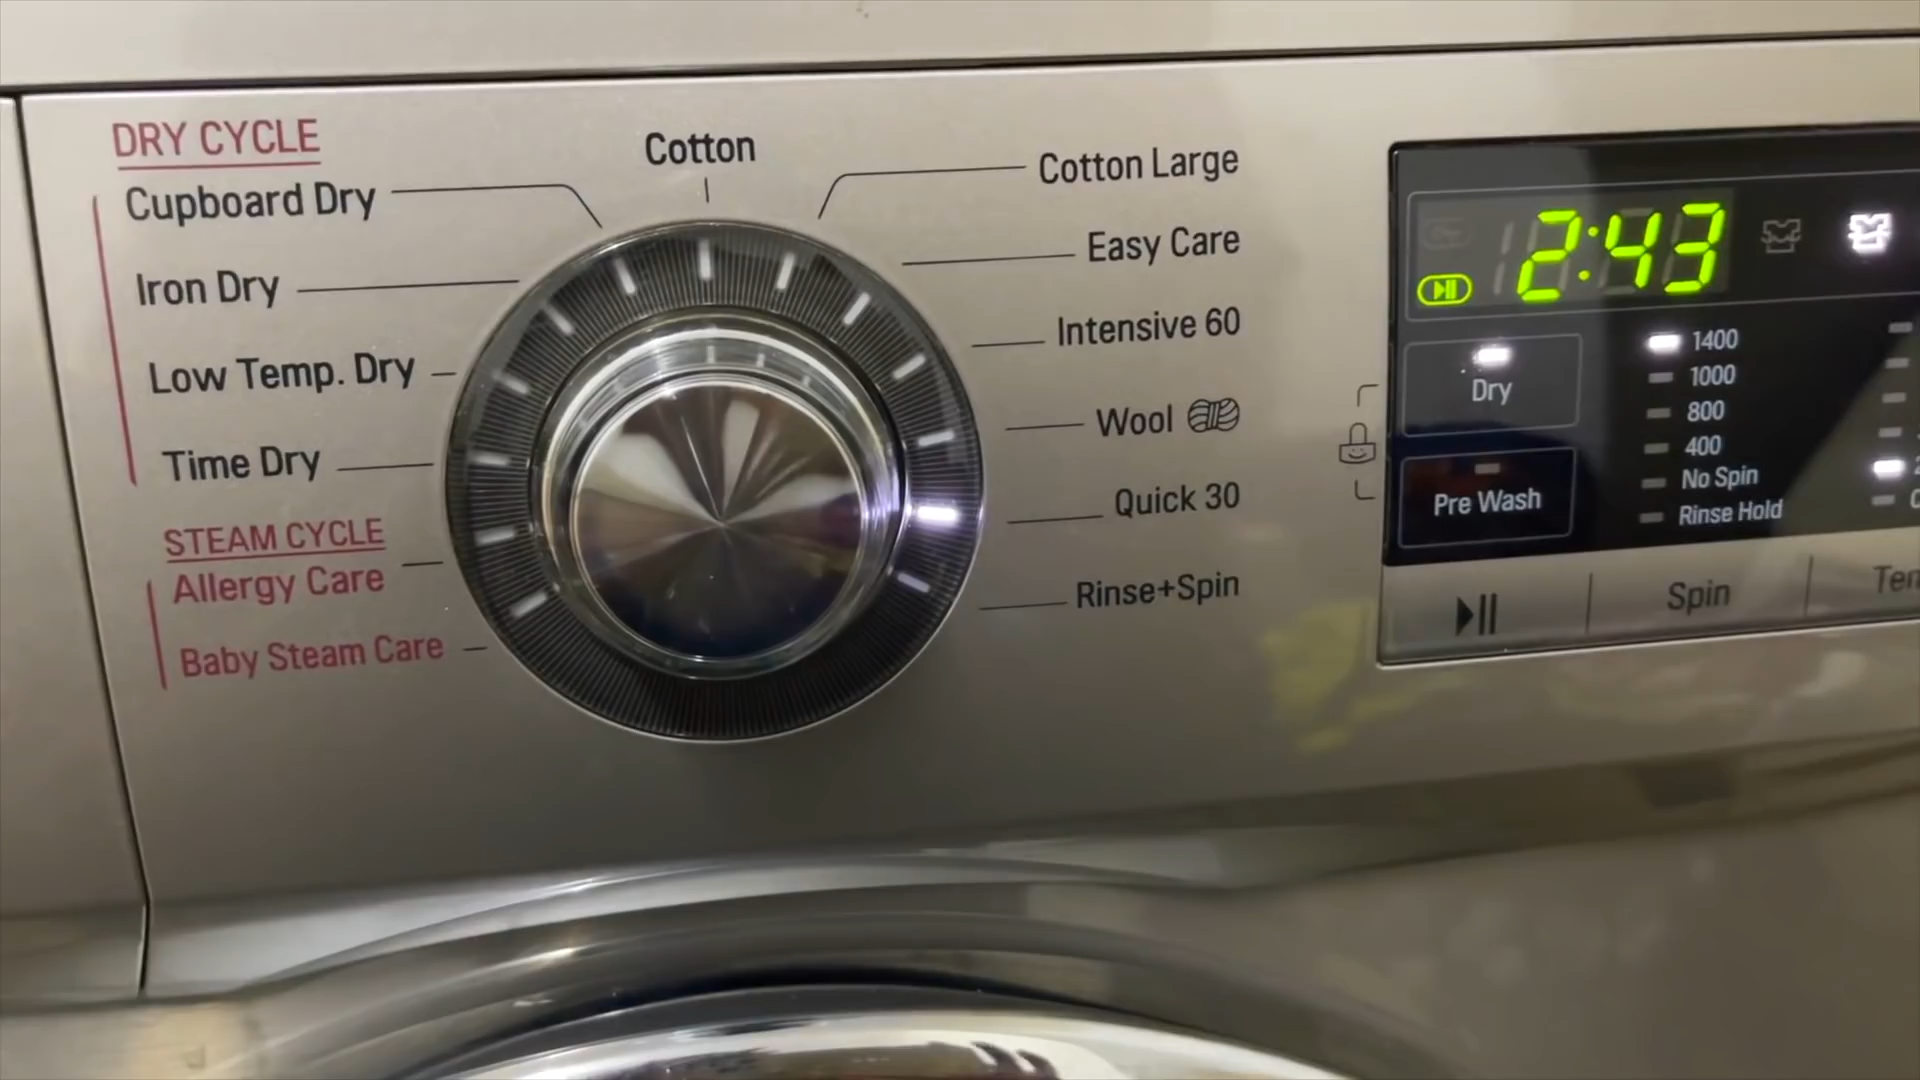 DRY CYCLE
Cupboard Dry
Iron Dry
Low Temp. Dry
Time Dry
STEAM CYCLE
Allergy Care
Baby Steam Care
Cotton
Cotton Large
Easy Care
Intensive 60
Wool
Quick 30
Rinse+Spin
2:43
Dry
Pre Wash
1400
1000
800
400
No Spin
Rinse Hold
Spin